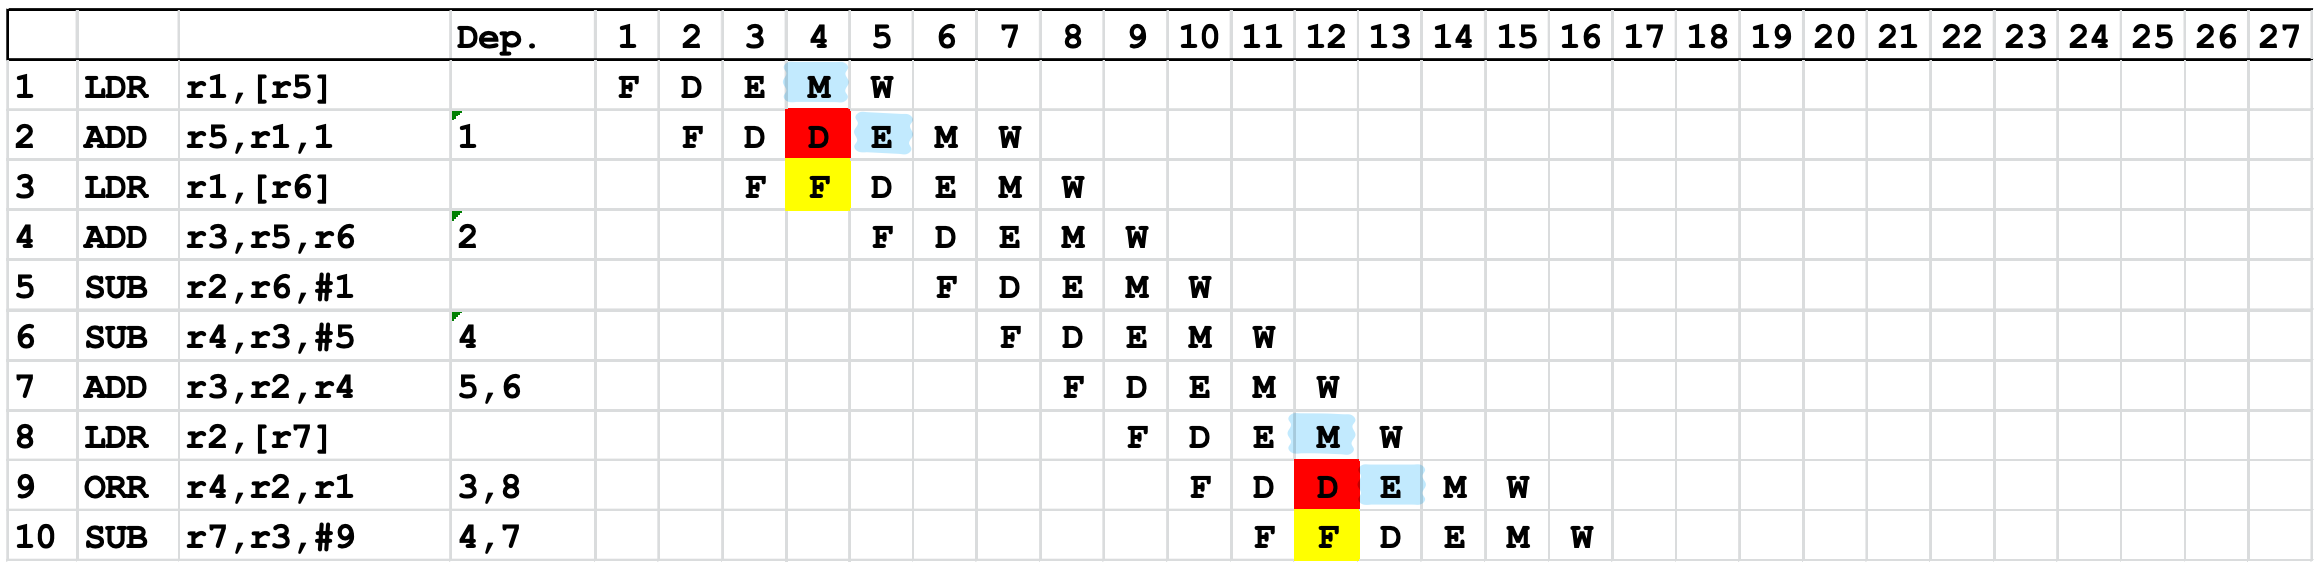 Dep. 1 2 3 4 5 6 7 8 9 10 11 12 13 14 15 16 17 18 19 20 21 22 23 24 25 26 27
1 LDR r1,[r5] F D E M W
2 ADD r5,r1,1 1 F D D E M W
3 LDR r1,[r6] F F D E M W
4 ADD r3,r5,r6 2 F D E M W
5 SUB r2,r6,#1 F D E M W
6 SUB r4,r3,#5 4 F D E M W
7 ADD r3,r2,r4 5,6 F D E M W
8 LDR r2,[r7] F D E M W
9 ORR r4,r2,r1 3,8 F D D E M W
10 SUB r7,r3,#9 4,7 F F D E M W